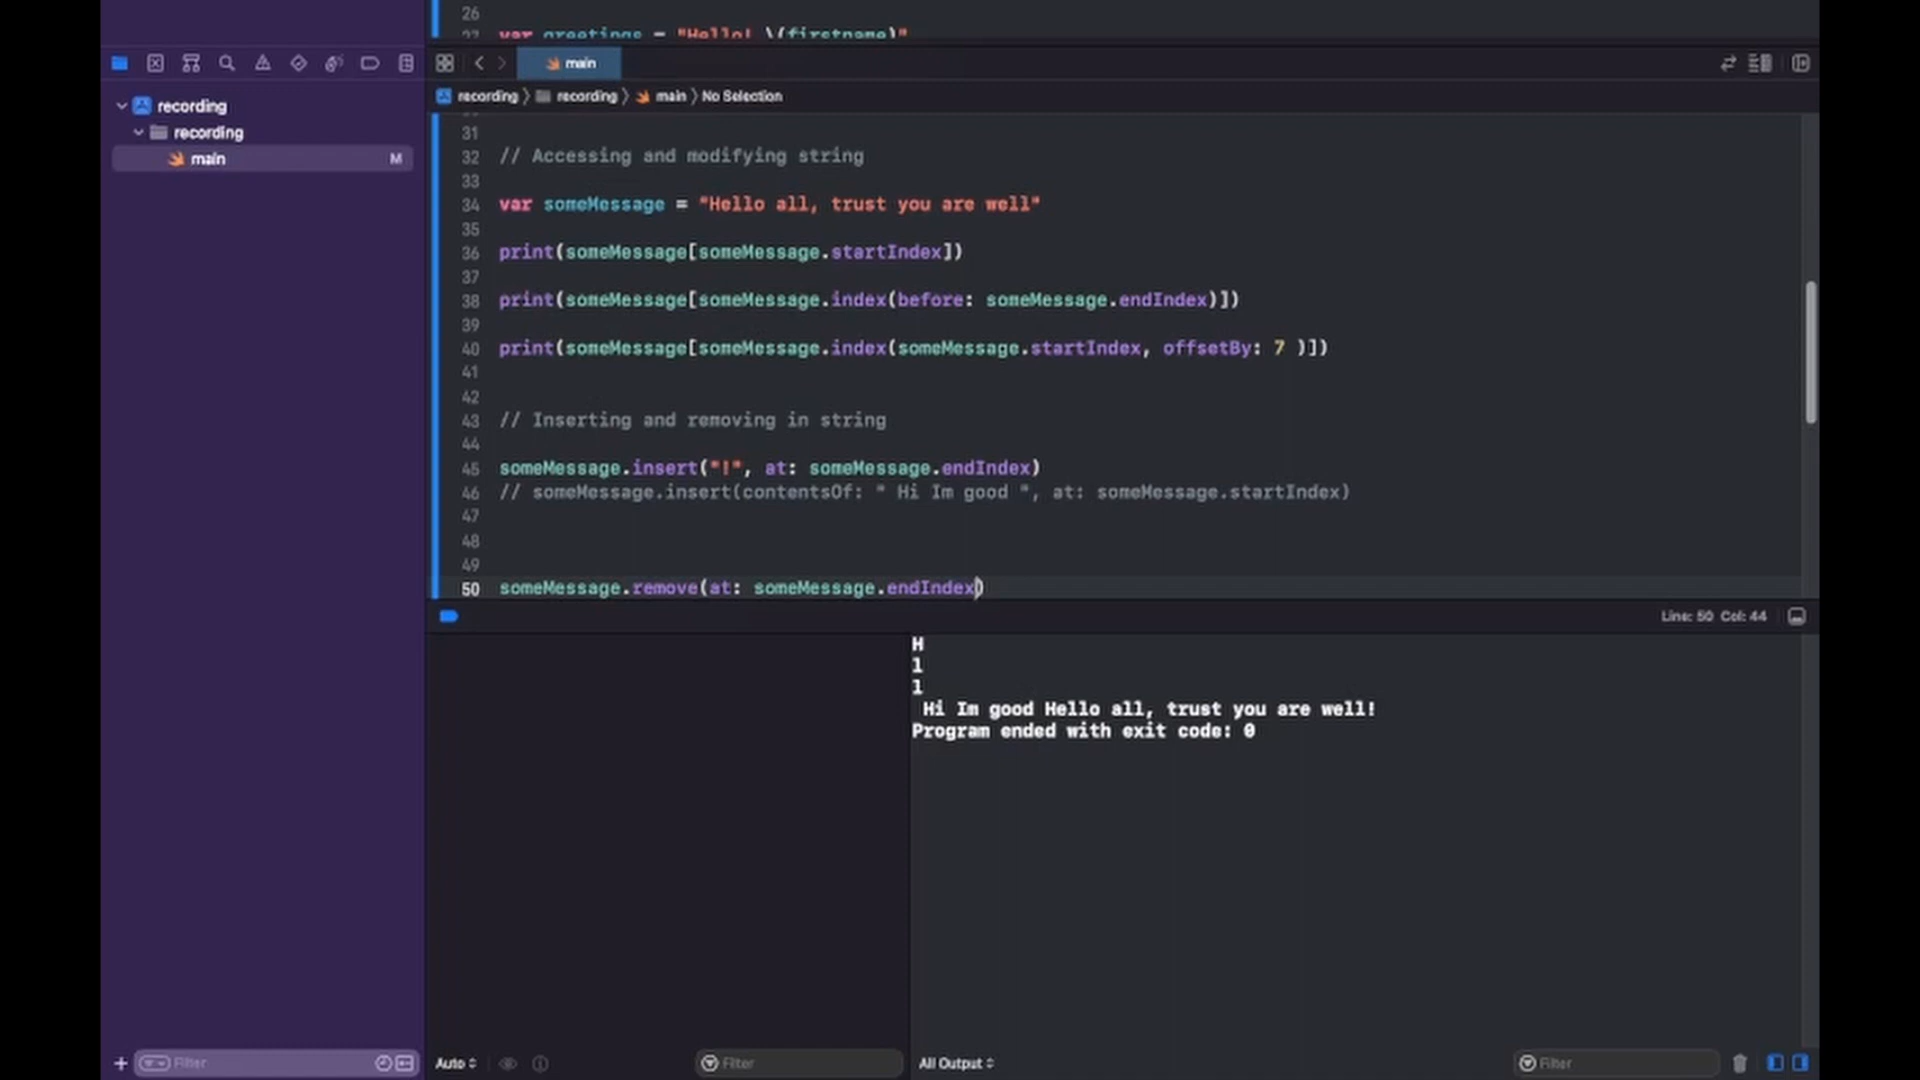 26
27 var greetings = "Hello! \(firstname)"
main
recording
recording
main
M
recording recording main No Selection
31
32 // Accessing and modifying string
33
34 var someMessage = "Hello all, trust you are well"
35
36 print(someMessage[someMessage.startIndex])
37
38 print(someMessage[someMessage.index(before: someMessage.endIndex)])
39
40 print(someMessage[someMessage.index(someMessage.startIndex, offsetBy: 7 )])
41
42
43 // Inserting and removing in string
44
45 someMessage.insert("!", at: someMessage.endIndex)
46 // someMessage.insert(contentsOf: " Hi Im good ", at: someMessage.startIndex)
47
48
49
50 someMessage.remove(at: someMessage.endIndex)
Line: 50 Col: 44
H
l
l
Hi Im good Hello all, trust you are well!
Program ended with exit code: 0
Filter
Auto
Filter
All Output
Filter